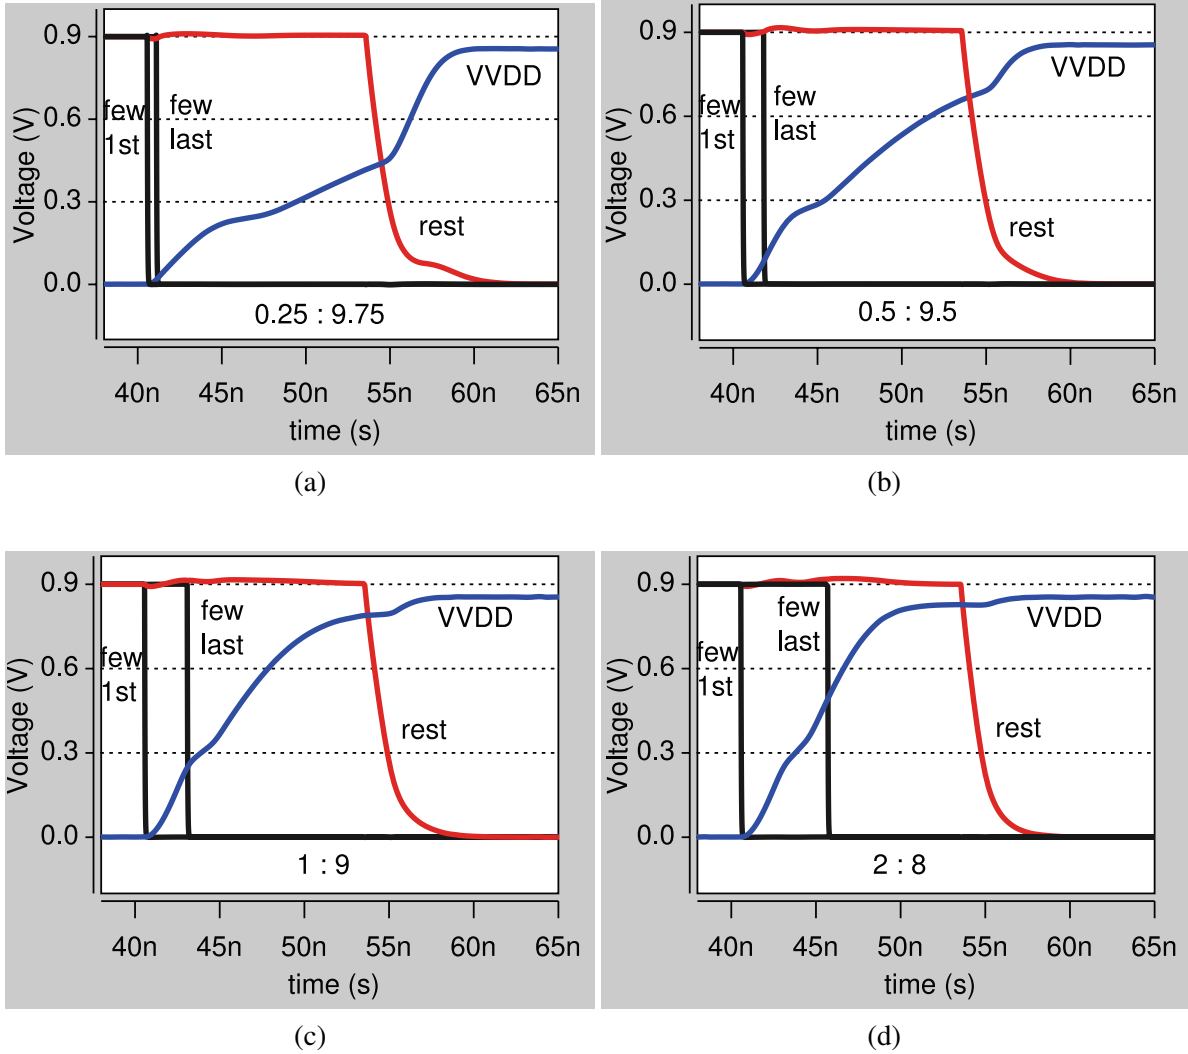 Voltage (V)
0.9
0.6
0.3
0.0
few
1st
few
last
VVDD
rest
0.25 : 9.75
40n 45n 50n 55n 60n 65n
time (s)
(a)
Voltage (V)
0.9
0.6
0.3
0.0
few
1st
few
last
VVDD
rest
0.5 : 9.5
40n 45n 50n 55n 60n 65n
time (s)
(b)
Voltage (V)
0.9
0.6
0.3
0.0
few
1st
few
last
VVDD
rest
1 : 9
40n 45n 50n 55n 60n 65n
time (s)
(c)
Voltage (V)
0.9
0.6
0.3
0.0
few
1st
few
last
VVDD
rest
2 : 8
40n 45n 50n 55n 60n 65n
time (s)
(d)